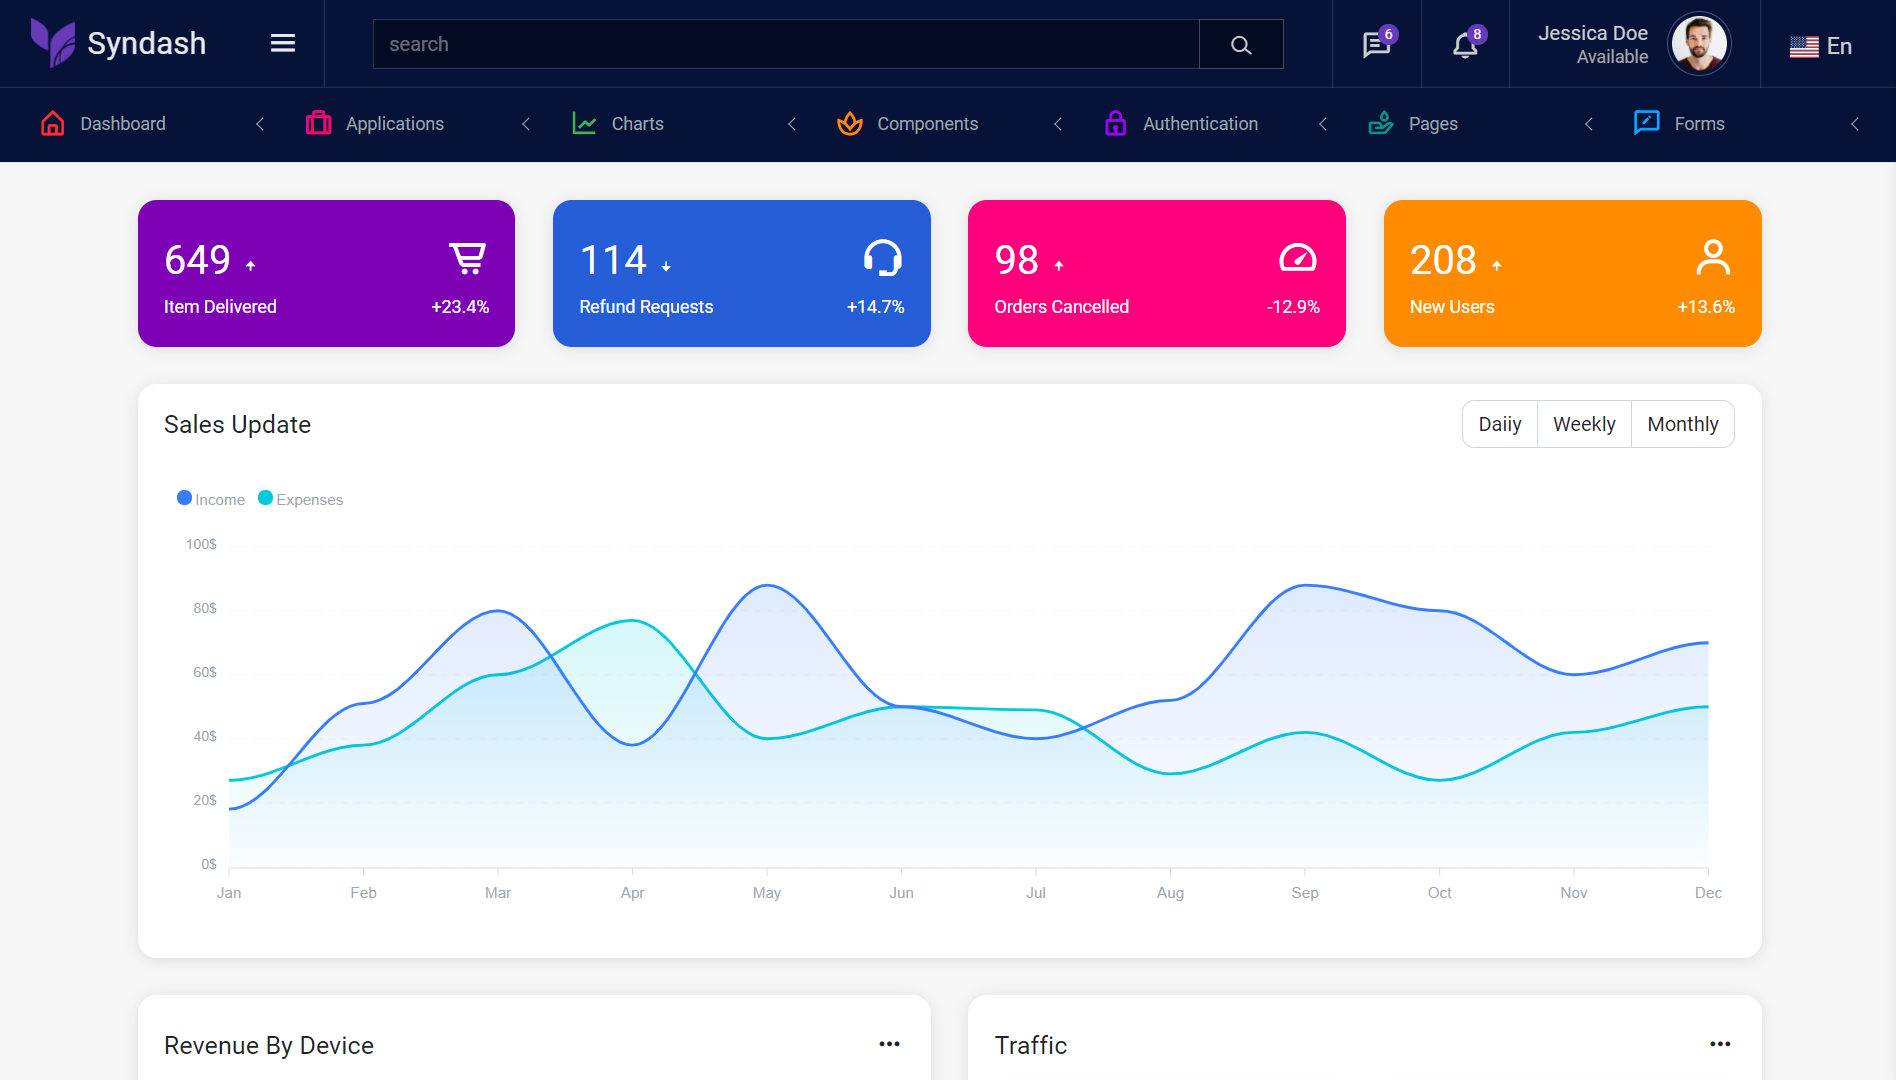 Syndash
search
6
8
Jessica Doe
Available
En
Dashboard
Applications
Charts
Components
Authentication
Pages
Forms
649
Item Delivered
+23.4%
114
Refund Requests
+14.7%
98
Orders Cancelled
-12.9%
208
New Users
+13.6%
Sales Update
Daiiy
Weekly
Monthly
Income
Expenses
100$
80$
60$
40$
20$
0$
Jan
Feb
Mar
Apr
May
Jun
Jul
Aug
Sep
Oct
Nov
Dec
Revenue By Device
Traffic